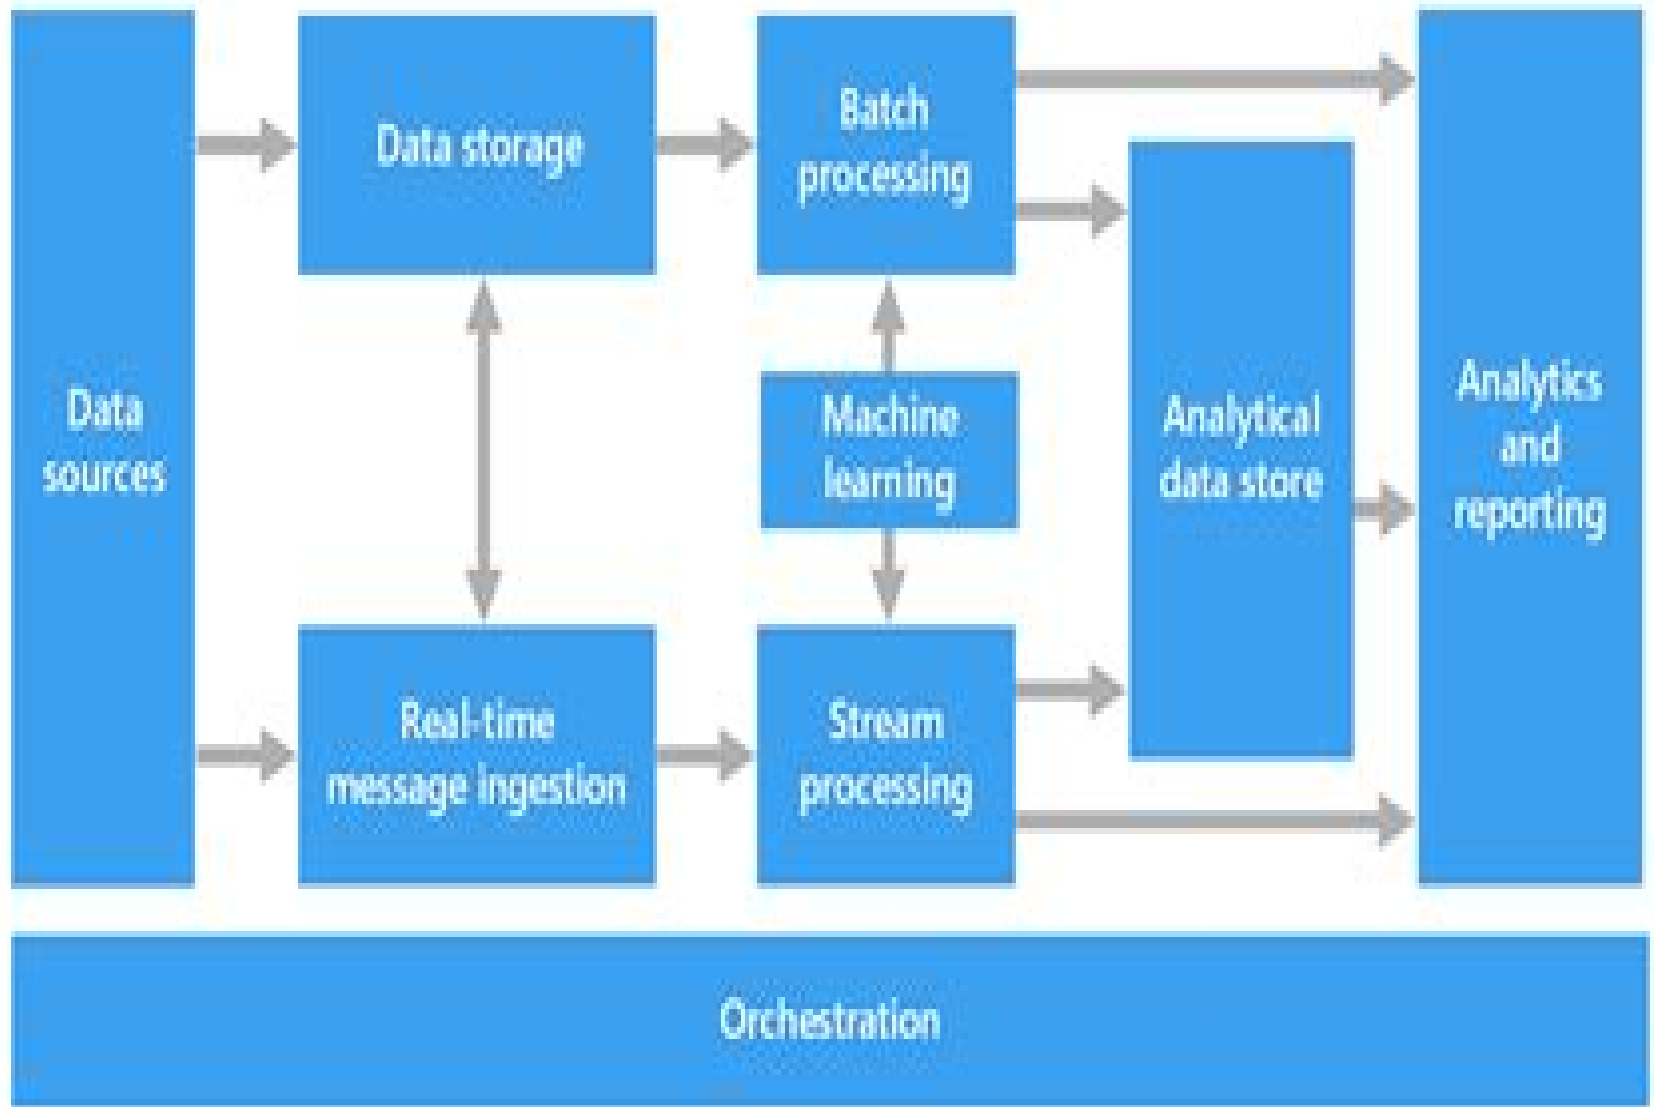 Data
sources
Data storage
Real-time
message ingestion
Batch
processing
Machine
learning
Stream
processing
Analytical
data store
Analytics
and
reporting
Orchestration